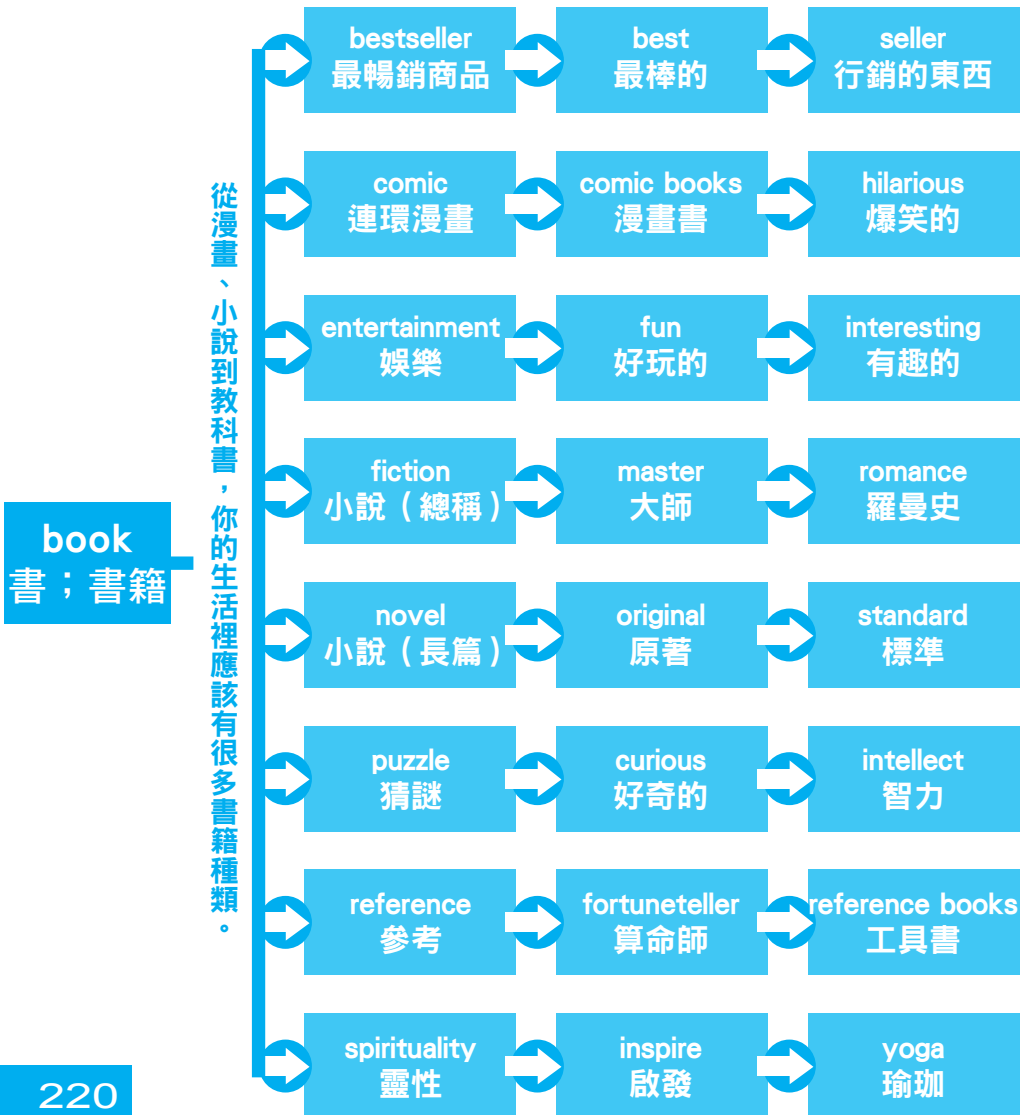 book
書；書籍
從漫畫、小說到教科書，你的生活裡應該有很多書籍種類。
bestseller
最暢銷商品
best
最棒的
seller
行銷的東西
comic
連環漫畫
comic books
漫畫書
hilarious
爆笑的
entertainment
娛樂
fun
好玩的
interesting
有趣的
fiction
小說（總稱）
master
大師
romance
羅曼史
novel
小說（長篇）
original
原著
standard
標準
puzzle
猜謎
curious
好奇的
intellect
智力
reference
參考
fortuneteller
算命師
reference books
工具書
spirituality
靈性
inspire
啟發
yoga
瑜珈
220